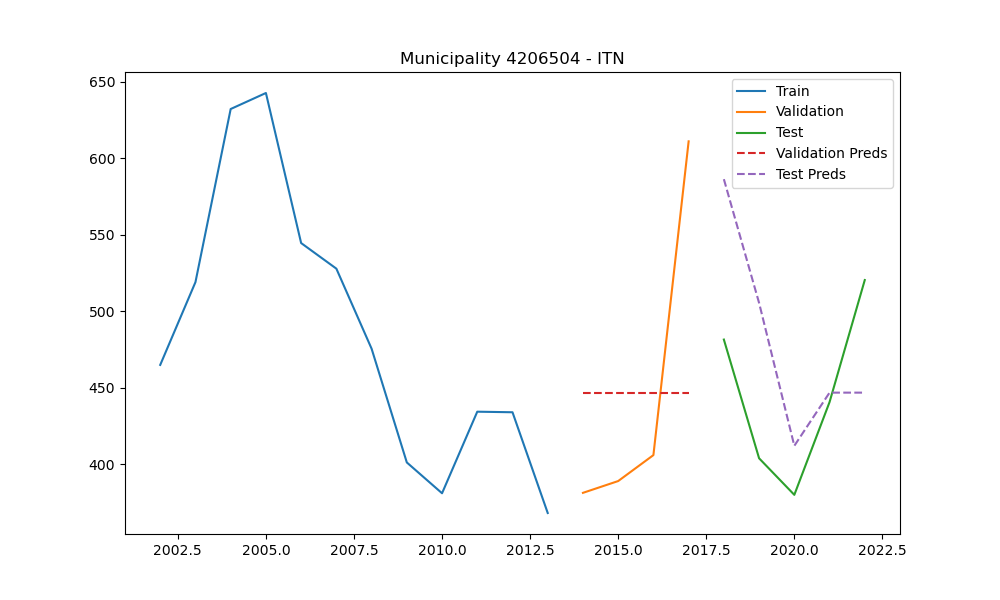 Municipality 4206504 - ITN
650
600
550
500
450
400
2002.5 2005.0 2007.5 2010.0 2012.5 2015.0 2017.5 2020.0 2022.5
Train
Validation
Test
Validation Preds
Test Preds